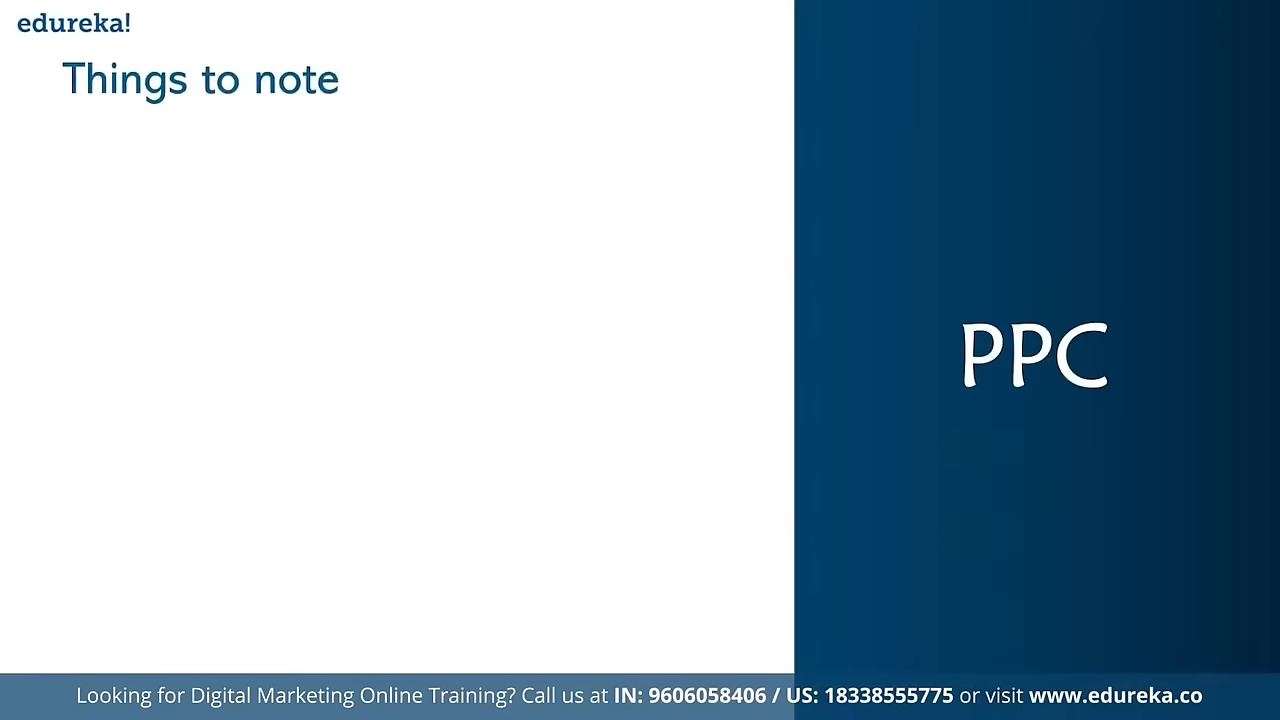 edureka!
Things to note
PPC
Looking for Digital Marketing Online Training? Call us at IN: 9606058406 / US: 18338555775 or visit www.edureka.co